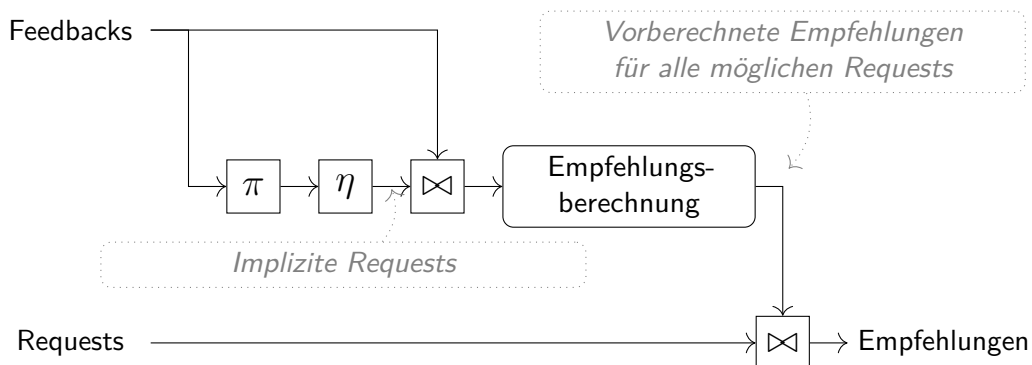 Feedbacks
Vorberechnete Empfehlungen
für alle möglichen Requests
π
η
⋈
Empfehlungs-
berechnung
Implizite Requests
Requests
⋈
Empfehlungen